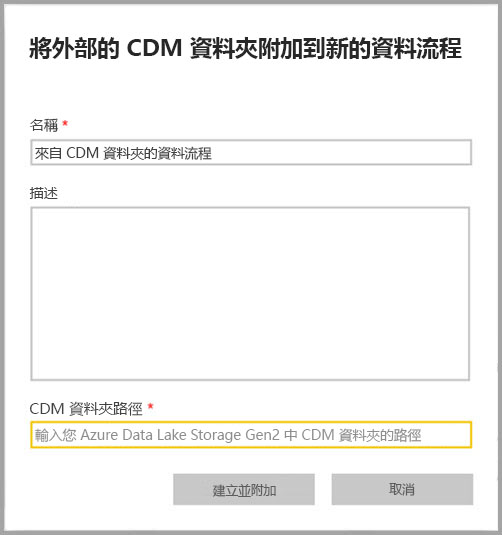 將外部的 CDM 資料夾附加到新的資料流程
名稱 *
來自 CDM 資料夾的資料流程
描述
CDM 資料夾路徑 *
輸入您 Azure Data Lake Storage Gen2 中 CDM 資料夾的路徑
建立並附加
取消